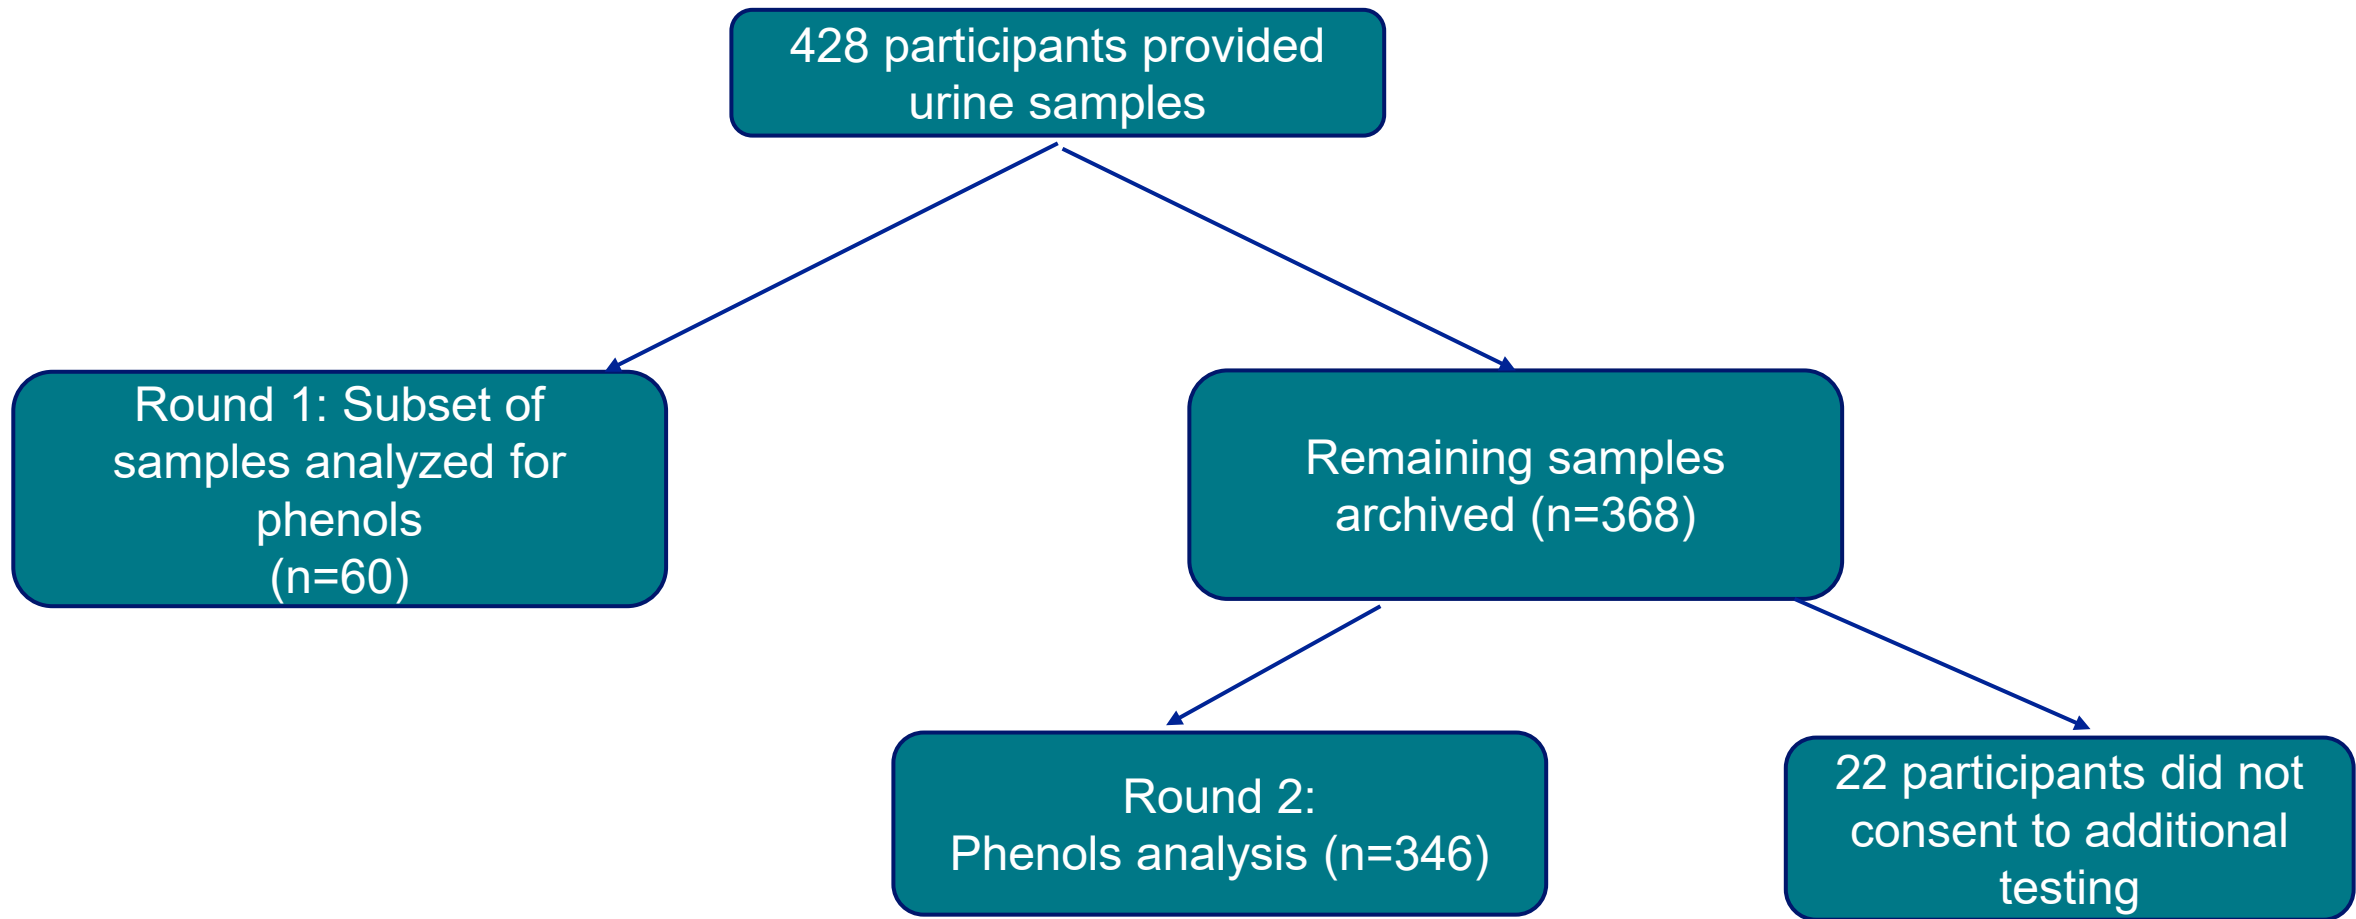 428 participants provided
urine samples
Round 1: Subset of
samples analyzed for
phenols
(n=60)
Remaining samples
archived (n=368)
Round 2:
Phenols analysis (n=346)
22 participants did not
consent to additional
testing